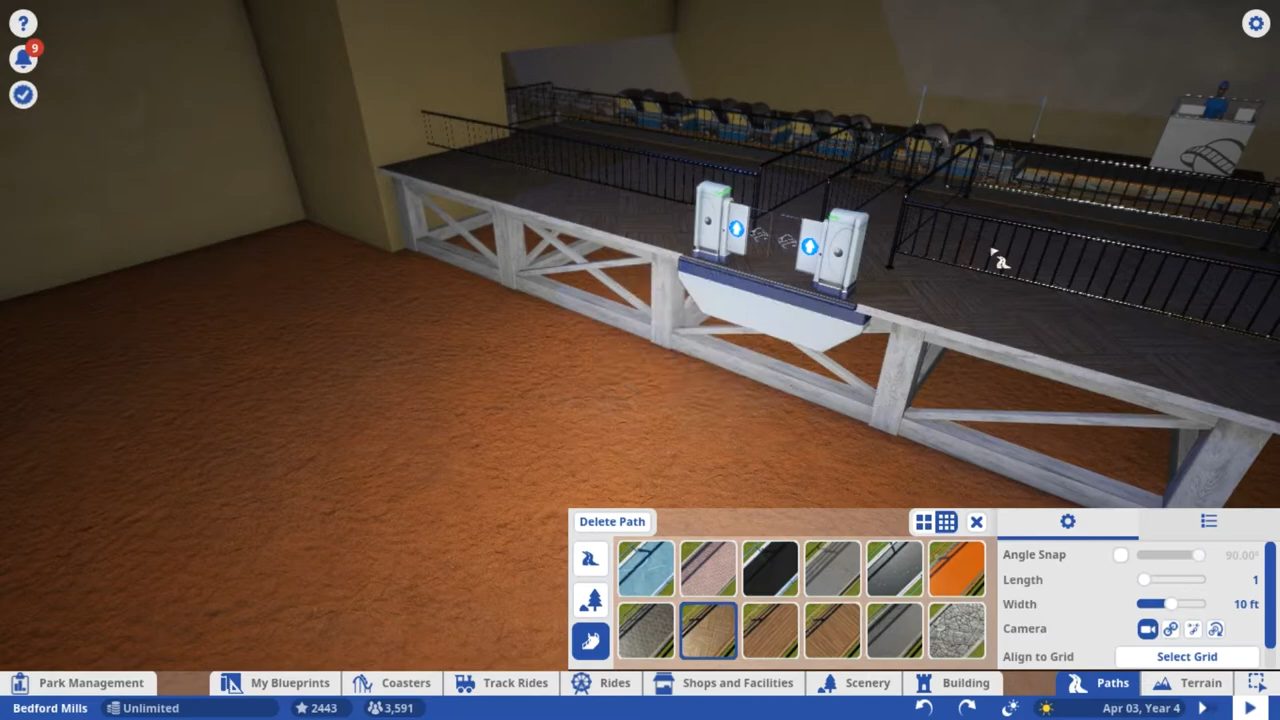 ?
9
Delete Path
Angle Snap 90.00°
Length 1
Width 10 ft
Camera
Align to Grid Select Grid
Park Management My Blueprints Coasters Track Rides Rides Shops and Facilities Scenery Building Paths Terrain
Bedford Mills Unlimited 2443 3,591 Apr 03, Year 4